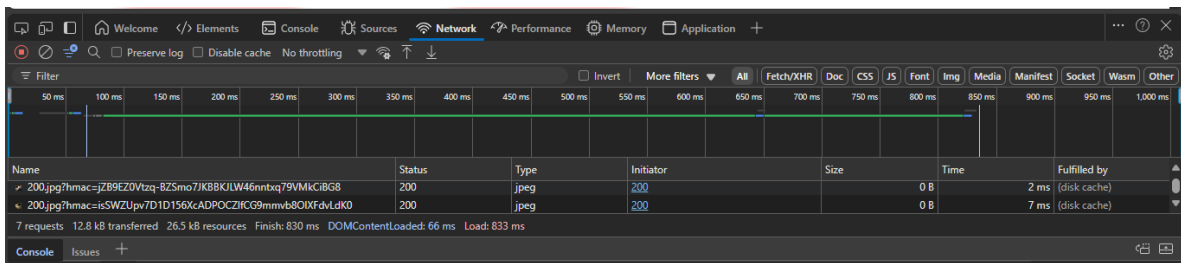 Welcome </> Elements Console Sources Network Performance Memory Application + ... ? ×
Preserve log Disable cache No throttling
Filter Invert More filters All Fetch/XHR Doc CSS JS Font Img Media Manifest Socket Wasm Other
50 ms 100 ms 150 ms 200 ms 250 ms 300 ms 350 ms 400 ms 450 ms 500 ms 550 ms 600 ms 650 ms 700 ms 750 ms 800 ms 850 ms 900 ms 950 ms 1,000 ms
Name Status Type Initiator Size Time Fulfilled by
200.jpg?hmac=jZB9EZ0Vtzq-BZSmo7JKBBKJLW46nntxq79VMkCiBG8 200 jpeg 200 0 B 2 ms (disk cache)
200.jpg?hmac=isSWZUpv7D1D156XcADPOCZlfCG9mmvb8OlXFdvLdK0 200 jpeg 200 0 B 7 ms (disk cache)
7 requests 12.8 kB transferred 26.5 kB resources Finish: 830 ms DOMContentLoaded: 66 ms Load: 833 ms
Console Issues +